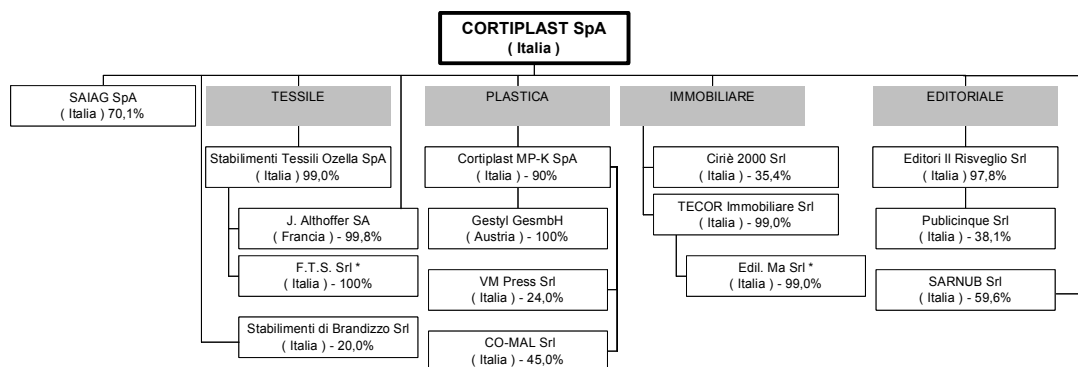 CORTIPLAST SpA
( Italia )
SAIAG SpA
( Italia ) 70,1%
TESSILE
PLASTICA
IMMOBILIARE
EDITORIALE
Stabilimenti Tessili Ozella SpA
( Italia ) 99,0%
J. Althoffer SA
( Francia ) - 99,8%
F.T.S. Srl *
( Italia ) - 100%
Stabilimenti di Brandizzo Srl
( Italia ) - 20,0%
Cortiplast MP-K SpA
( Italia ) - 90%
Gestyl GesmbH
( Austria ) - 100%
VM Press Srl
( Italia ) - 24,0%
CO-MAL Srl
( Italia ) - 45,0%
Ciriè 2000 Srl
( Italia ) - 35,4%
TECOR Immobiliare Srl
( Italia ) - 99,0%
Edil. Ma Srl *
( Italia ) - 99,0%
Editori Il Risveglio Srl
( Italia ) 97,8%
Publicinque Srl
( Italia ) - 38,1%
SARNUB Srl
( Italia ) - 59,6%